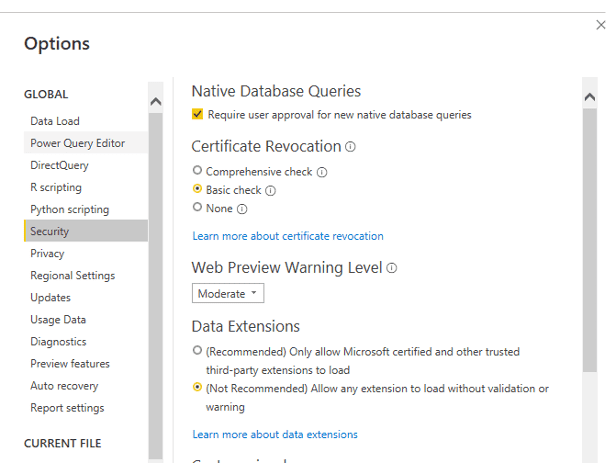 Options
GLOBAL
Data Load
Power Query Editor
DirectQuery
R scripting
Python scripting
Security
Privacy
Regional Settings
Updates
Usage Data
Diagnostics
Preview features
Auto recovery
Report settings
CURRENT FILE
Native Database Queries
Require user approval for new native database queries
Certificate Revocation
Comprehensive check
Basic check
None
Learn more about certificate revocation
Web Preview Warning Level
Moderate
Data Extensions
(Recommended) Only allow Microsoft certified and other trusted
third-party extensions to load
(Not Recommended) Allow any extension to load without validation or
warning
Learn more about data extensions